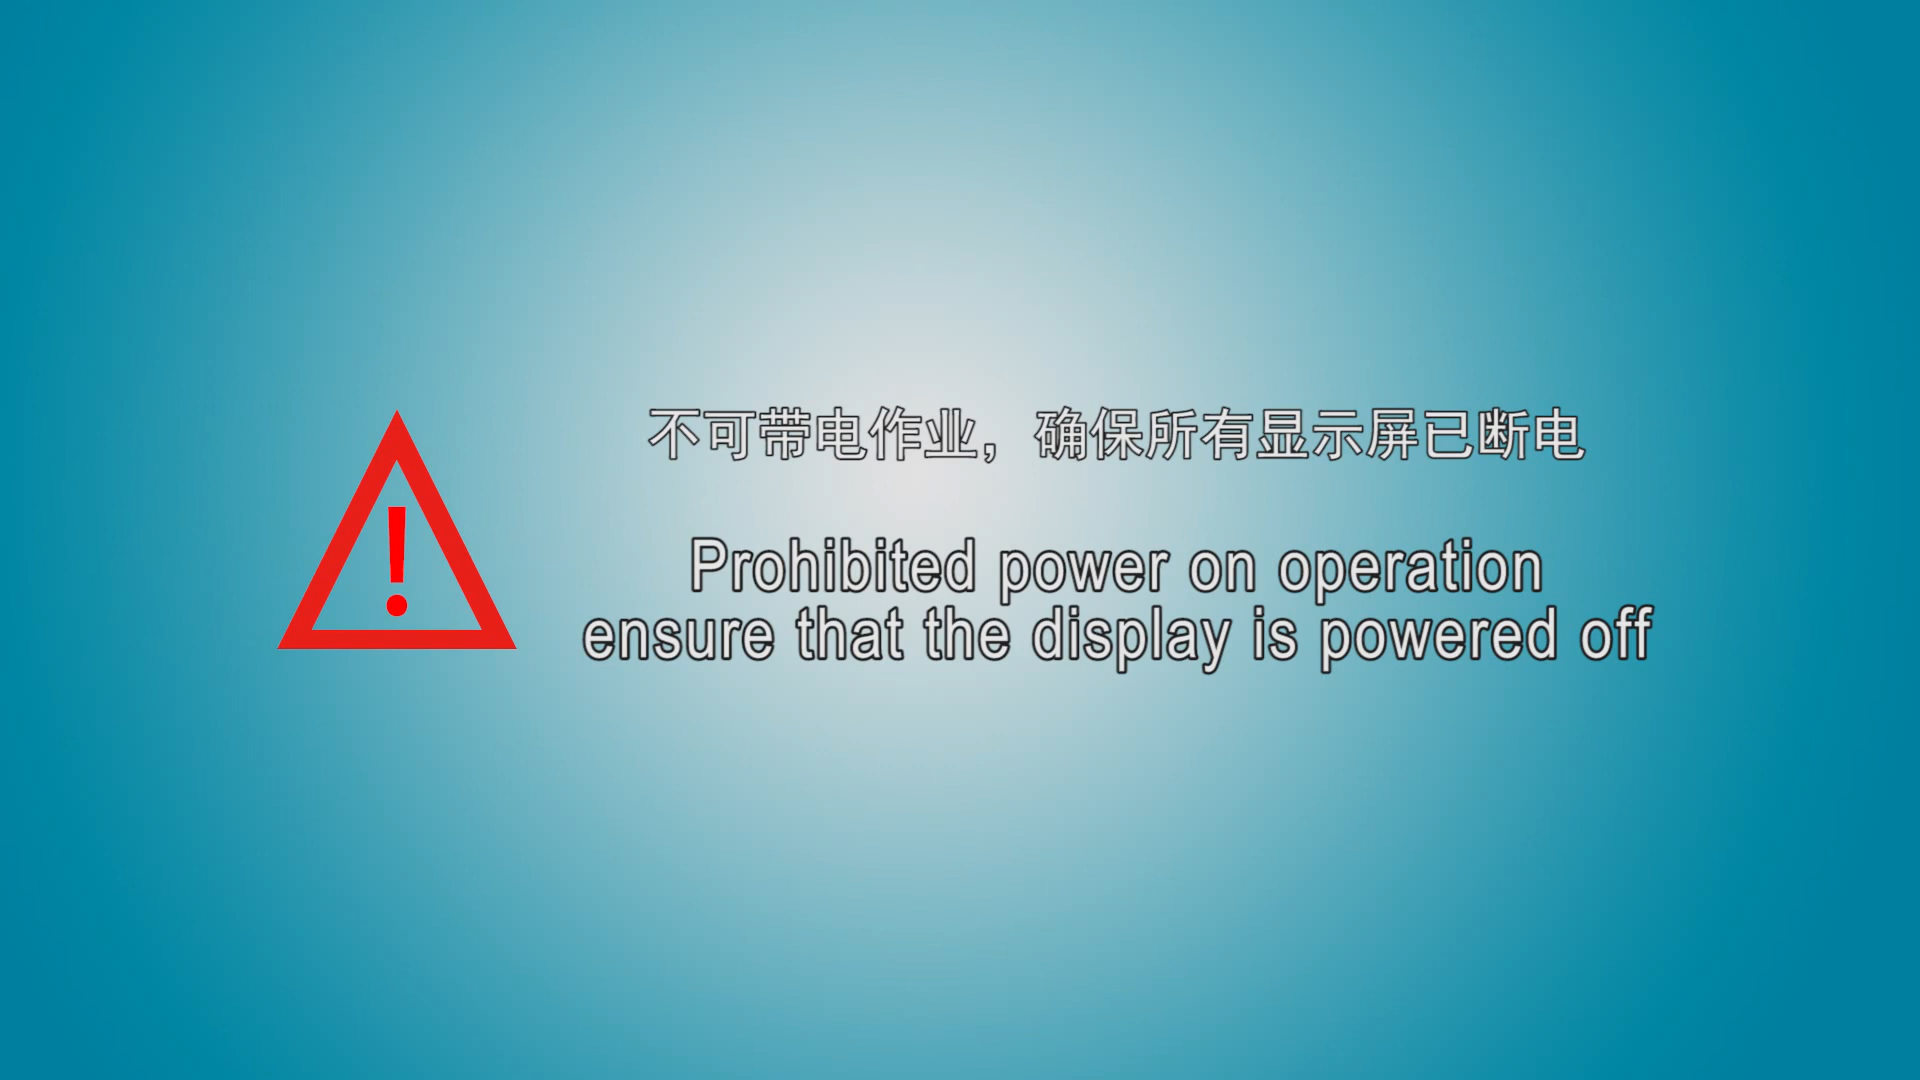 不可带电作业，确保所有显示屏已断电
Prohibited power on operation
ensure that the display is powered off